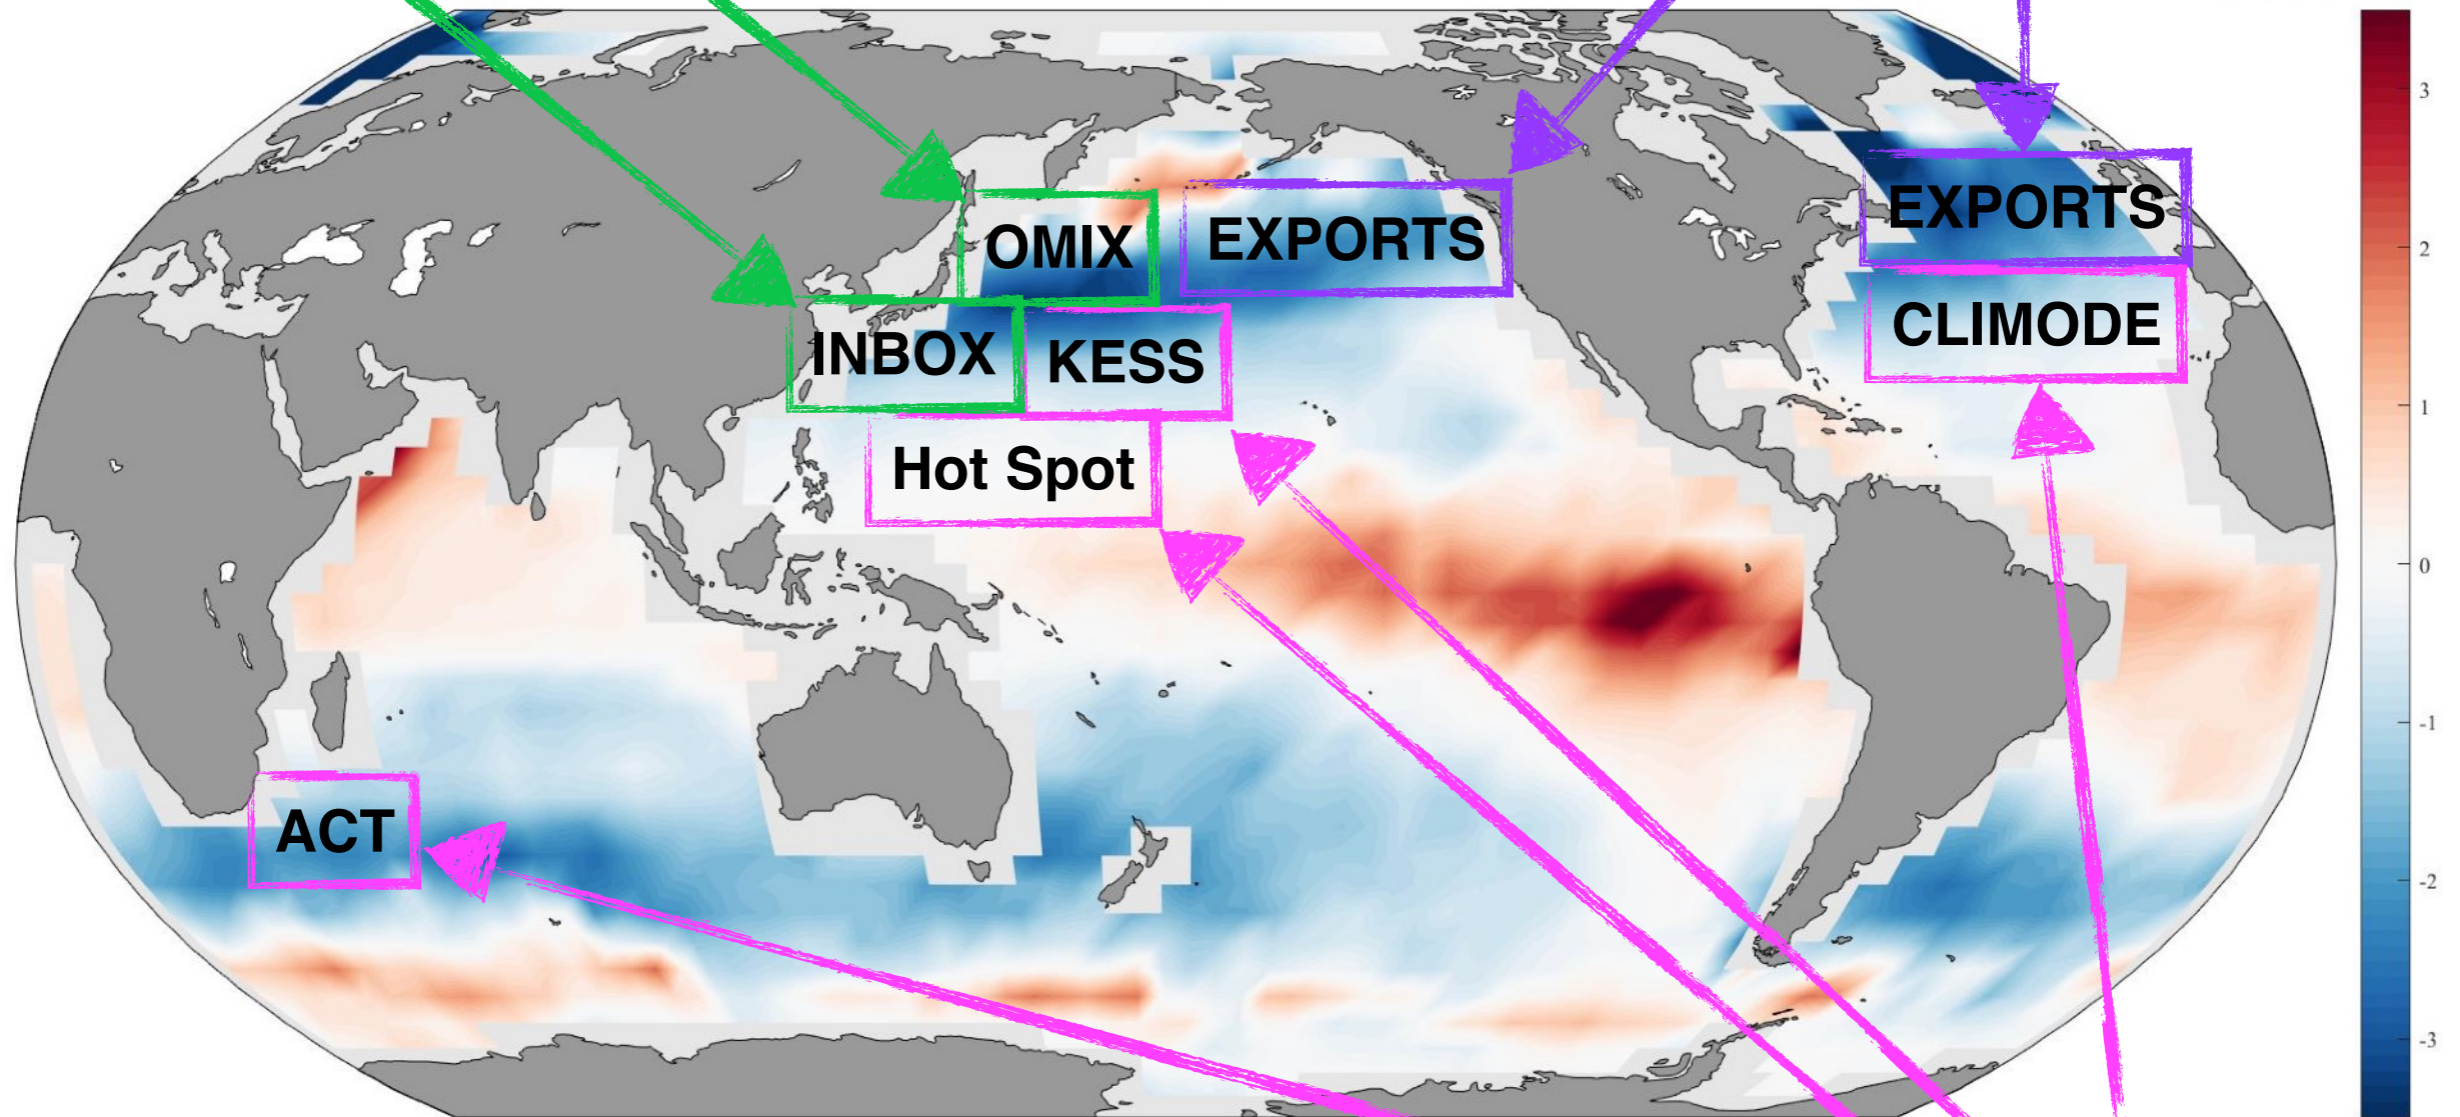 3
OMIX
EXPORTS
EXPORTS
2
INBOX
KESS
CLIMODE
1
Hot Spot
0
-1
ACT
-2
-3